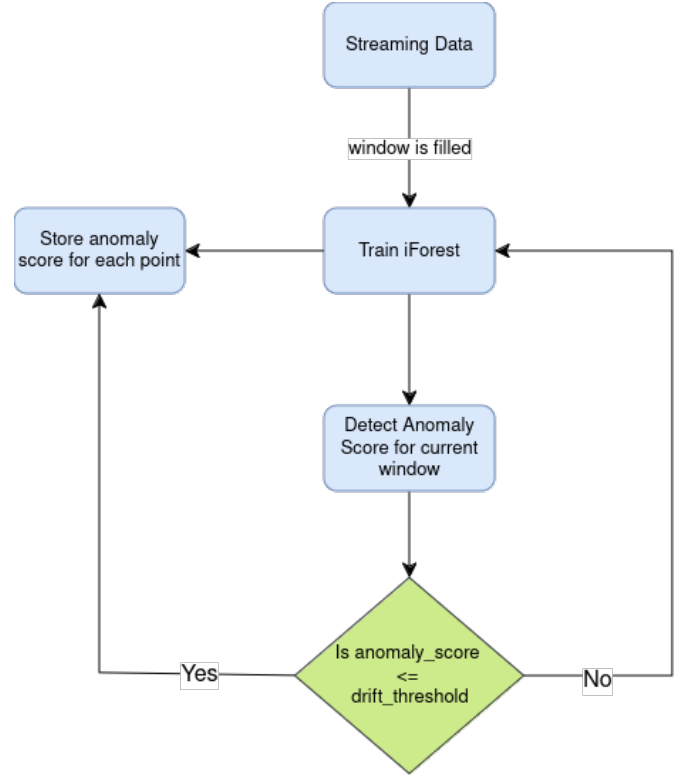 Streaming Data
window is filled
Store anomaly
score for each point
Train iForest
Detect Anomaly
Score for current
window
Is anomaly_score
<=
drift_threshold
Yes
No